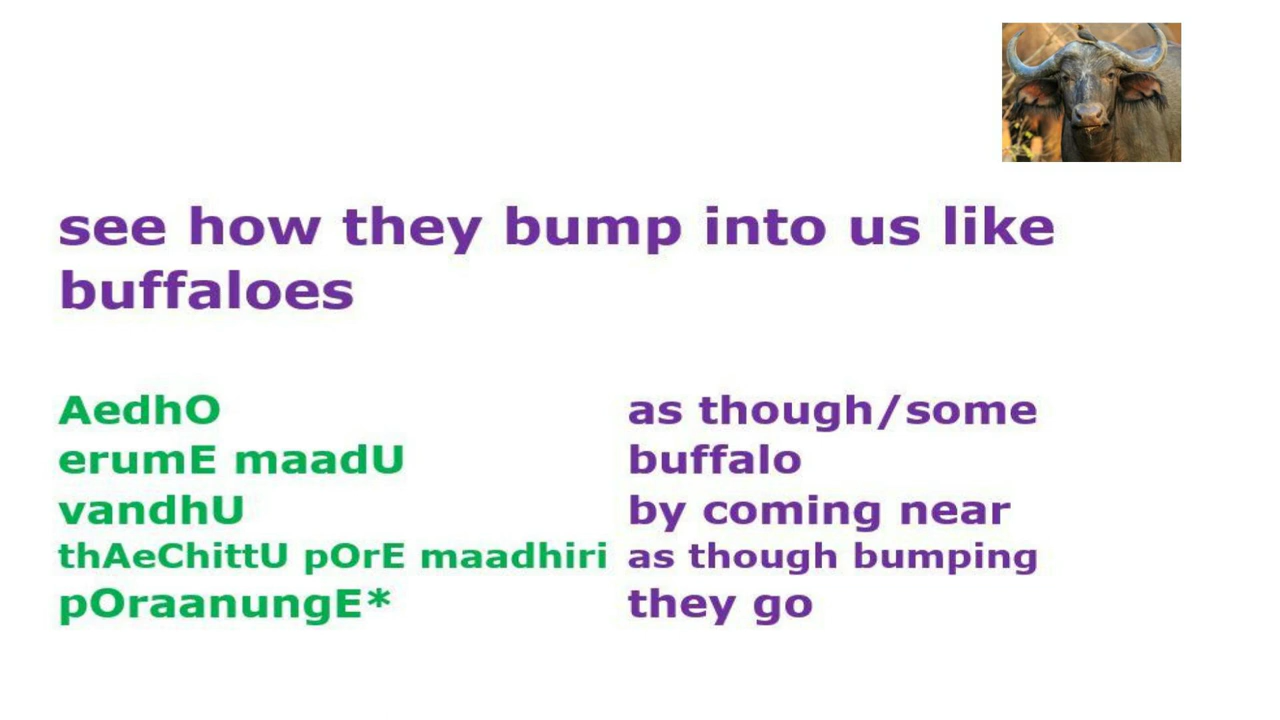 see how they bump into us like
buffaloes
AedhO as though/some
erumE maadU buffalo
vandhU by coming near
thAeChittU pOrE maadhiri as though bumping
pOraanungE* they go